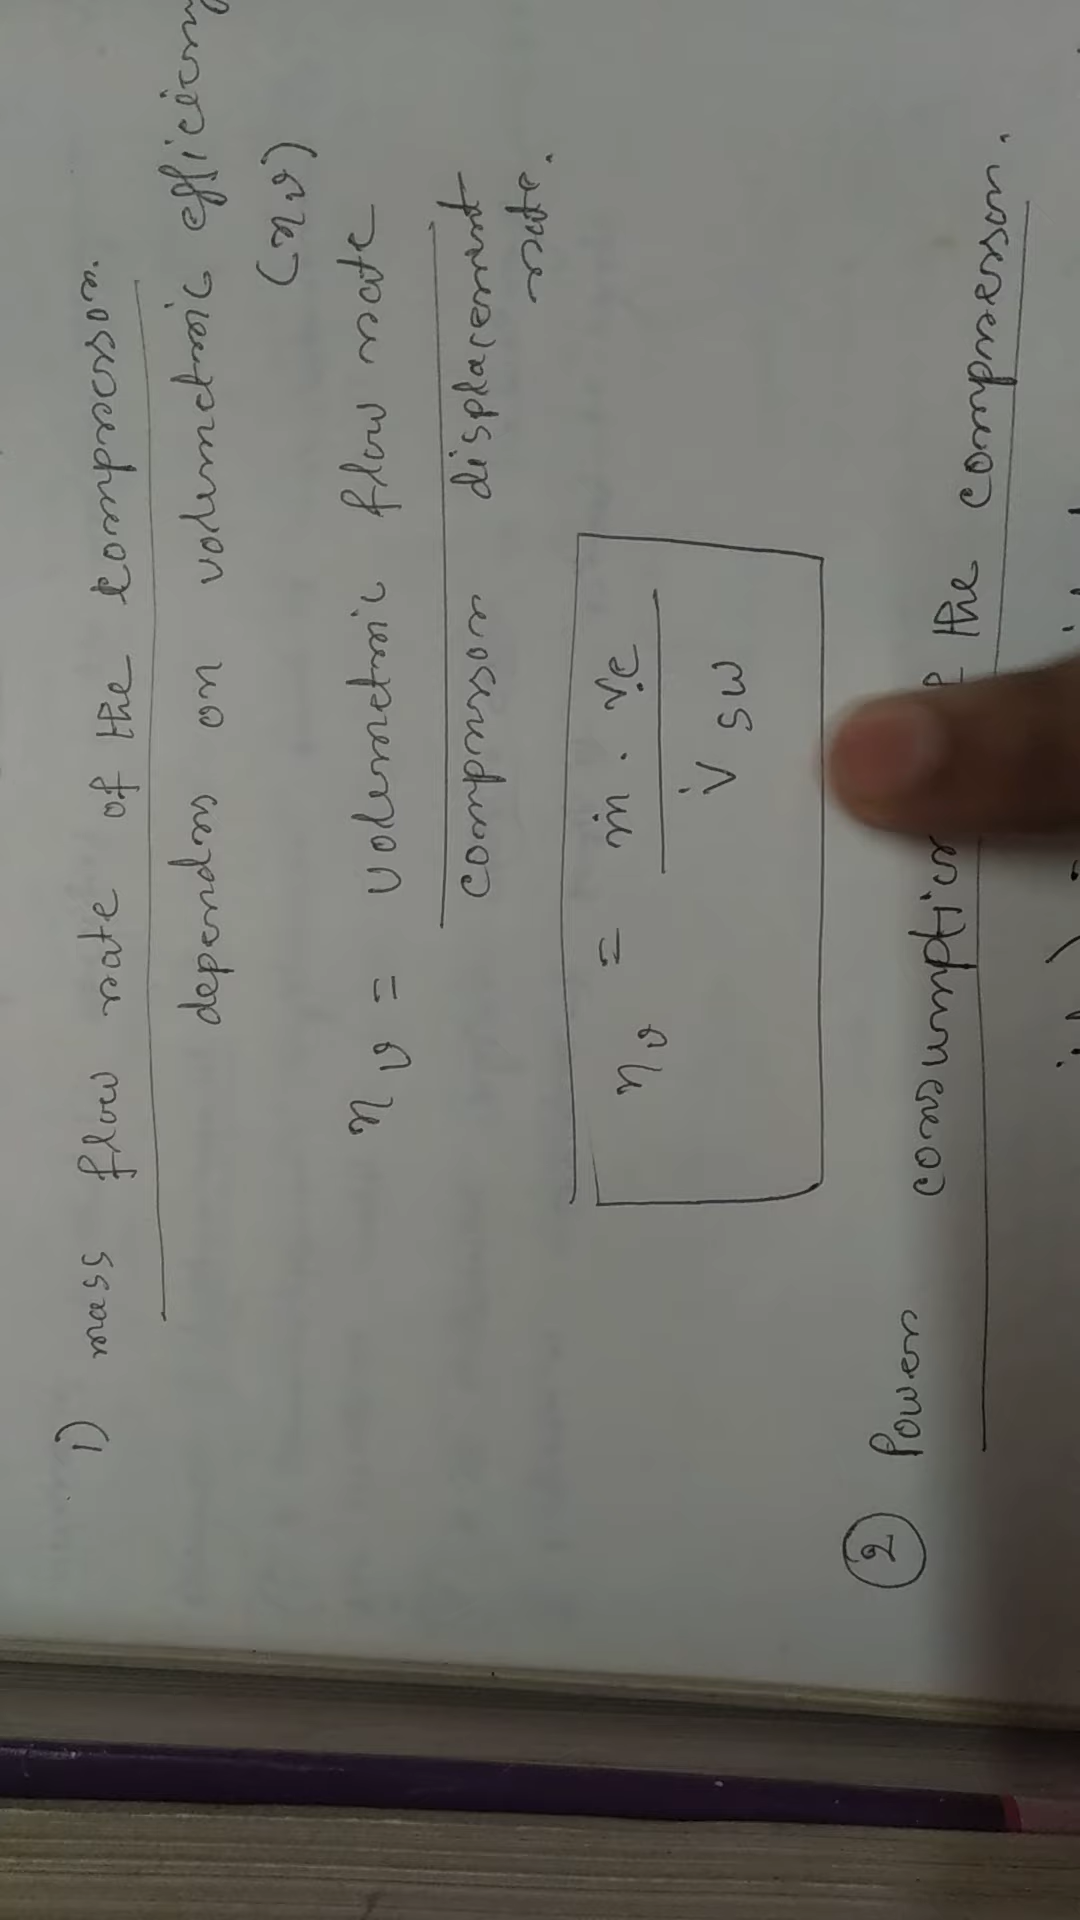 1) mass flow rate of the compressor.
depends on volumetric efficiency
(ηv)
ηv = volumetric flow rate
compressor displacement
rate.
ηv = ṁ . ve
V̇sw
② Power consumption of the compressor.